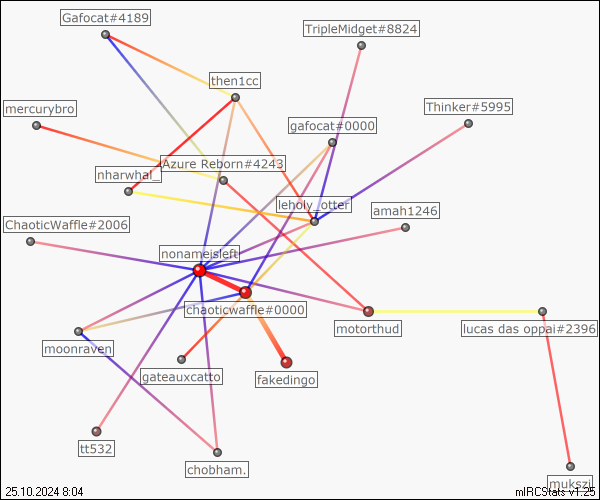 Gafocat#4189
TripleMidget#8824
then1cc
mercurybro
Thinker#5995
gafocat#0000
Azure Reborn#4243
nharwhal_
leholy_otter
amah1246
ChaoticWaffle#2006
nonameisleft
chaoticwaffle#0000
motorthud
lucas das oppai#2396
moonraven
gateauxcatto
fakedingo
tt532
chobham.
mukszi
25.10.2024 8:04
mIRCStats v1.25